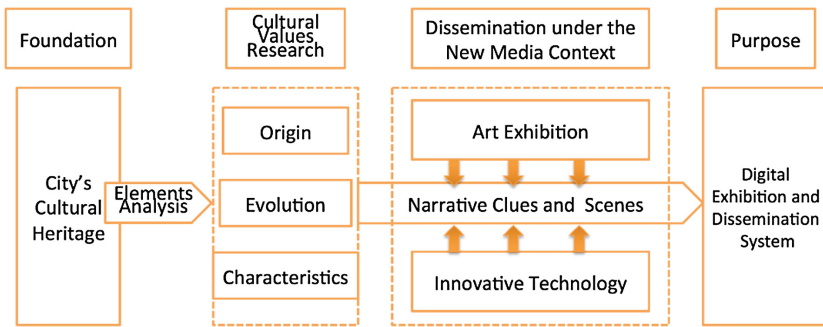 Foundation
Cultural
Values
Research
Dissemination under the
New Media Context
Purpose
City's
Cultural
Heritage
Elements
Analysis
Origin
Evolution
Characteristics
Art Exhibition
Narrative Clues and Scenes
Innovative Technology
Digital
Exhibition and
Dissemination
System